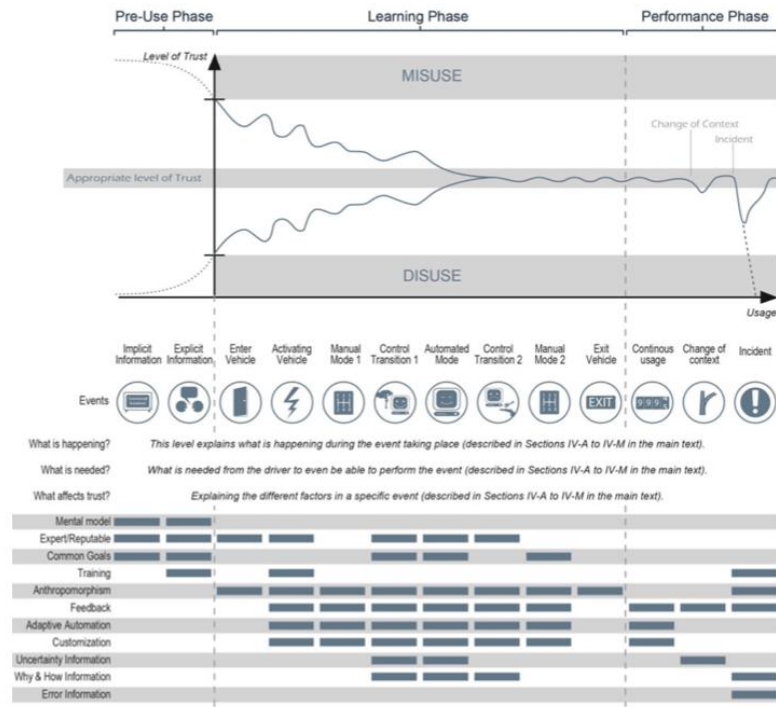 Pre-Use Phase Learning Phase Performance Phase
Level of Trust
MISUSE
Change of Context
Incident
Appropriate level of Trust
DISUSE
Usage
Implicit Information
Explicit Information
Enter Vehicle
Activating Vehicle
Manual Mode 1
Control Transition 1
Automated Mode
Control Transition 2
Manual Mode 2
Exit Vehicle
Continous usage
Change of context
Incident
Events
EXIT
What is happening? This level explains what is happening during the event taking place (described in Sections IV-A to IV-M in the main text).
What is needed? What is needed from the driver to even be able to perform the event (described in Sections IV-A to IV-M in the main text).
What affects trust? Explaining the different factors in a specific event (described in Sections IV-A to IV-M in the main text).
Mental model
Expert/Reputable
Common Goals
Training
Anthropomorphism
Feedback
Adaptive Automation
Customization
Uncertainty Information
Why & How Information
Error Information